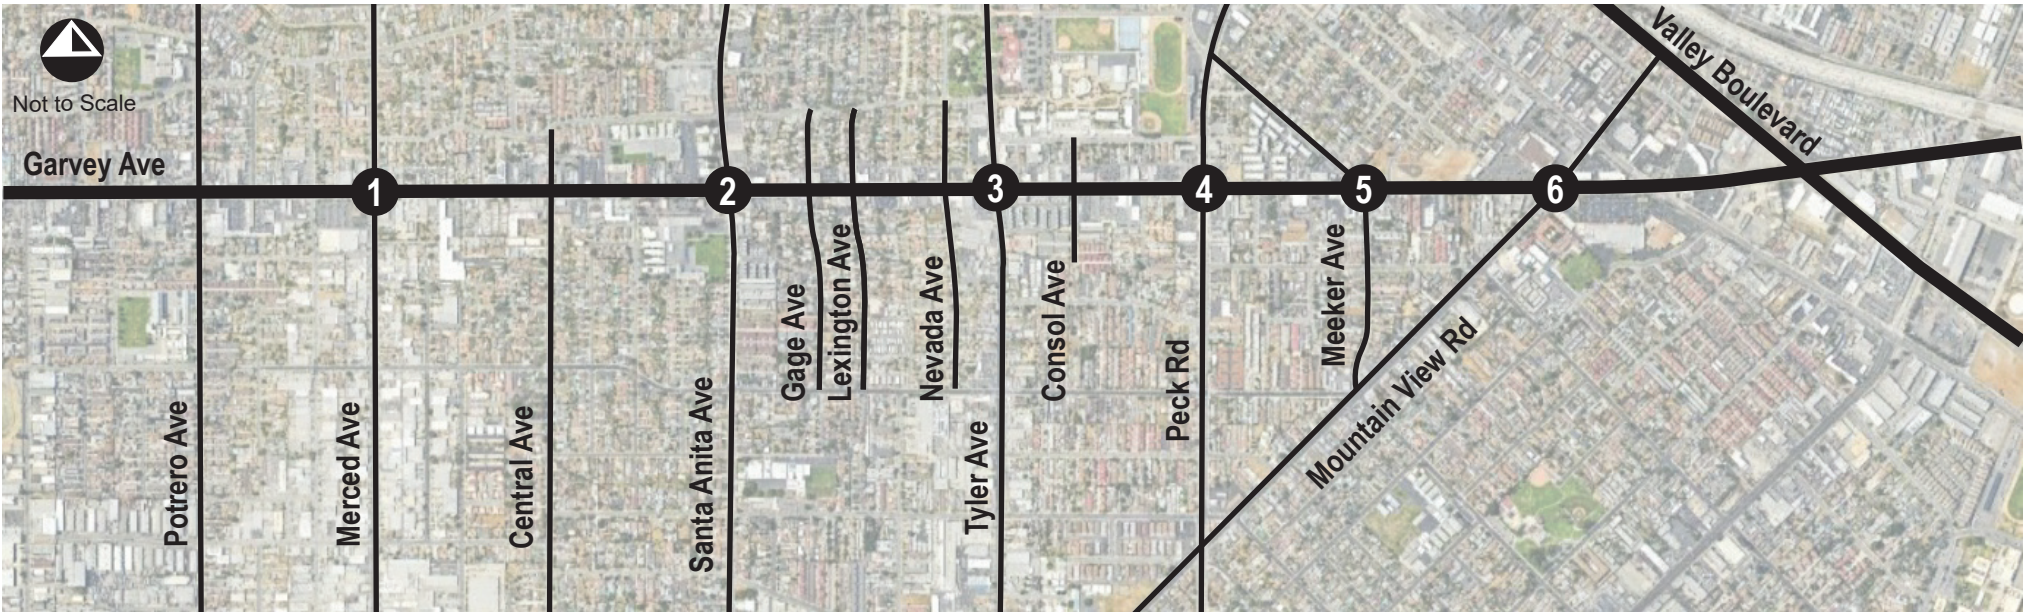 Not to Scale
Garvey Ave
Valley Boulevard
1
2
3
4
5
6
Potrero Ave
Merced Ave
Central Ave
Santa Anita Ave
Gage Ave
Lexington Ave
Nevada Ave
Tyler Ave
Consol Ave
Peck Rd
Meeker Ave
Mountain View Rd